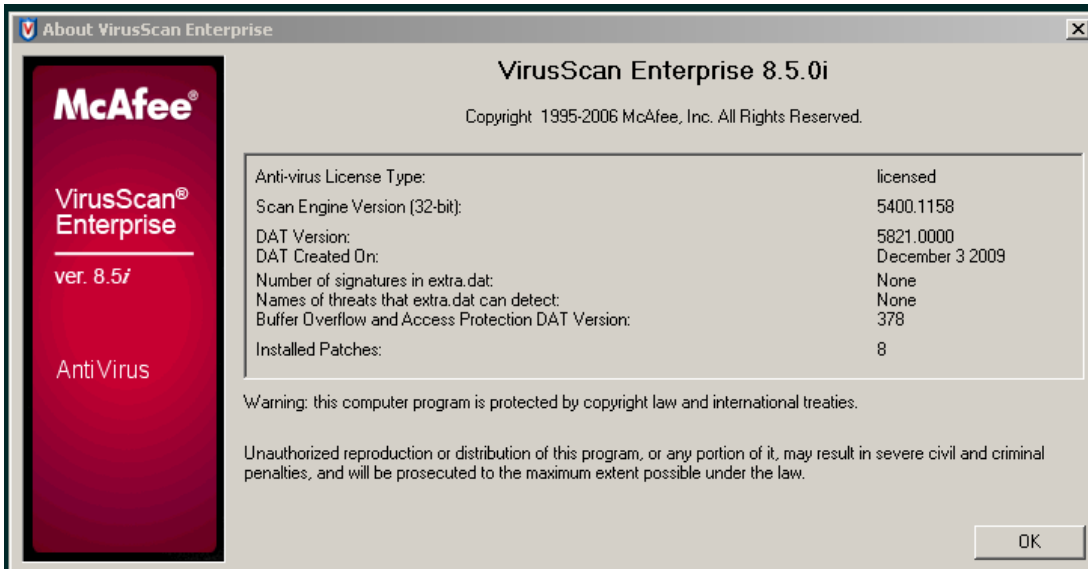 About VirusScan Enterprise
McAfee®
VirusScan®
Enterprise
ver. 8.5i
AntiVirus
VirusScan Enterprise 8.5.0i
Copyright 1995-2006 McAfee, Inc. All Rights Reserved.
Anti-virus License Type: licensed
Scan Engine Version (32-bit): 5400.1158
DAT Version: 5821.0000
DAT Created On: December 3 2009
Number of signatures in extra.dat: None
Names of threats that extra.dat can detect: None
Buffer Overflow and Access Protection DAT Version: 378
Installed Patches: 8
Warning: this computer program is protected by copyright law and international treaties.
Unauthorized reproduction or distribution of this program, or any portion of it, may result in severe civil and criminal
penalties, and will be prosecuted to the maximum extent possible under the law.
OK